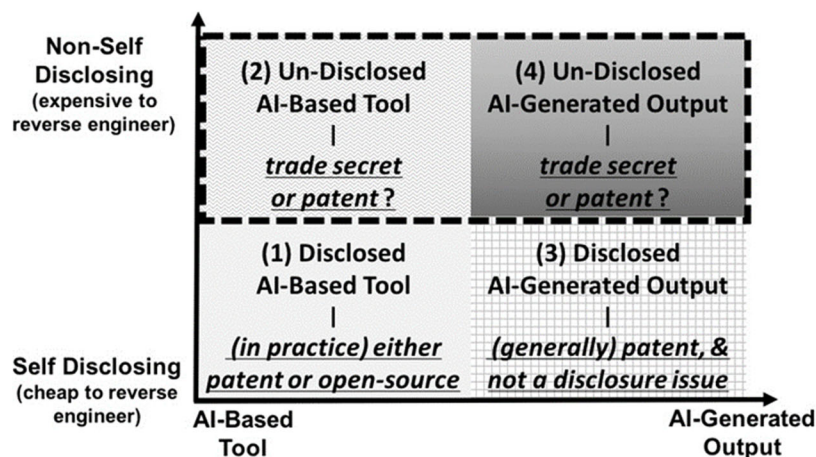 Non-Self
Disclosing
(expensive to
reverse engineer)
(2) Un-Disclosed
AI-Based Tool
|
trade secret
or patent ?
(4) Un-Disclosed
AI-Generated Output
|
trade secret
or patent ?
(1) Disclosed
AI-Based Tool
|
(in practice) either
patent or open-source
(3) Disclosed
AI-Generated Output
|
(generally) patent, &
not a disclosure issue
Self Disclosing
(cheap to reverse
engineer)
AI-Based
Tool
AI-Generated
Output